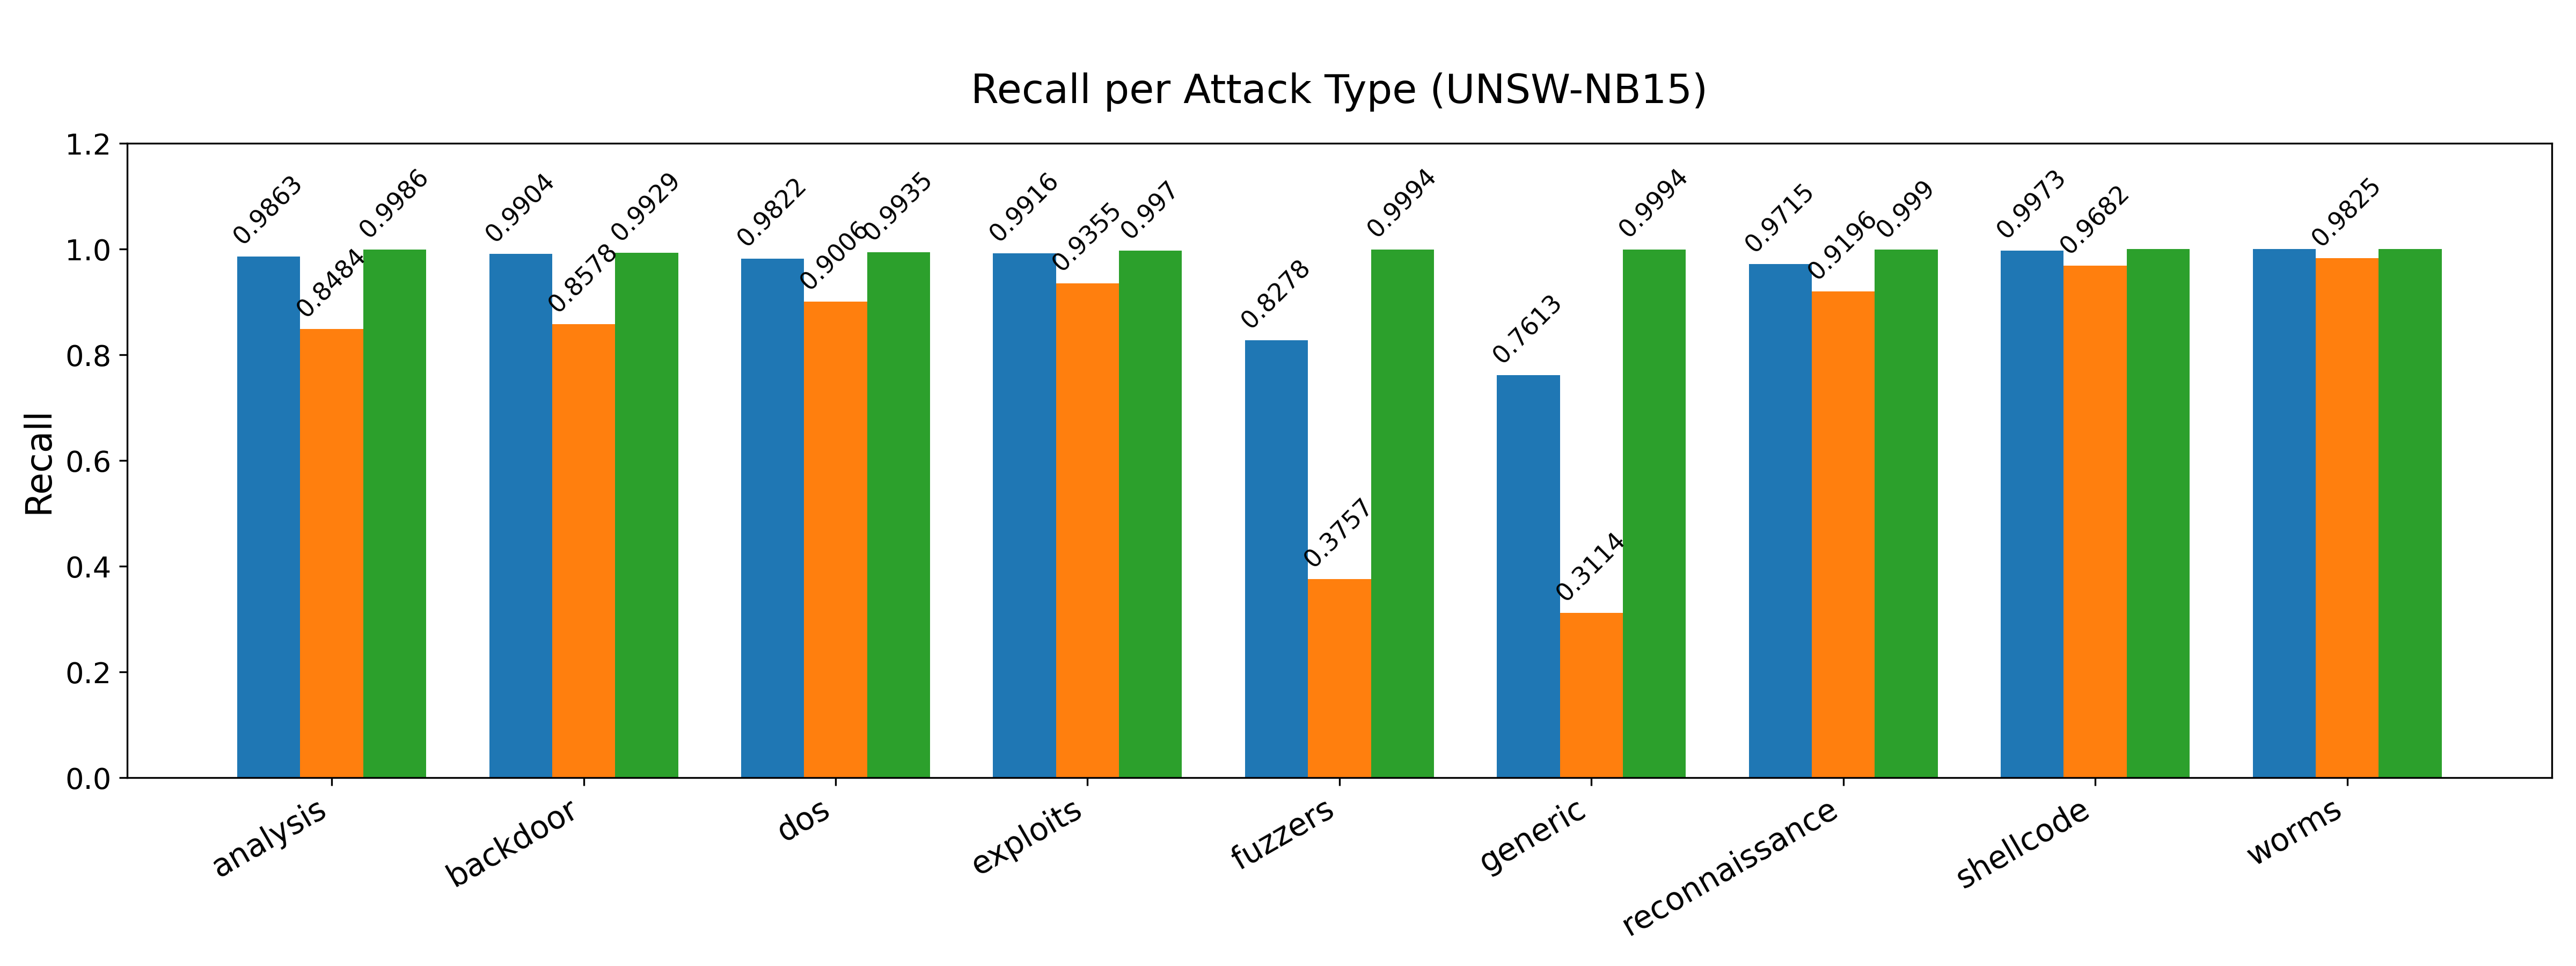 Recall per Attack Type (UNSW-NB15)
Recall
1.2
1.0
0.8
0.6
0.4
0.2
0.0
0.9863
0.8484
0.9986
0.9904
0.8578
0.9929
0.9822
0.9006
0.9935
0.9916
0.9355
0.997
0.8278
0.3757
0.9994
0.7613
0.3114
0.9994
0.9715
0.9196
0.999
0.9973
0.9682
0.9825
analysis
backdoor
dos
exploits
fuzzers
generic
reconnaissance
shellcode
worms